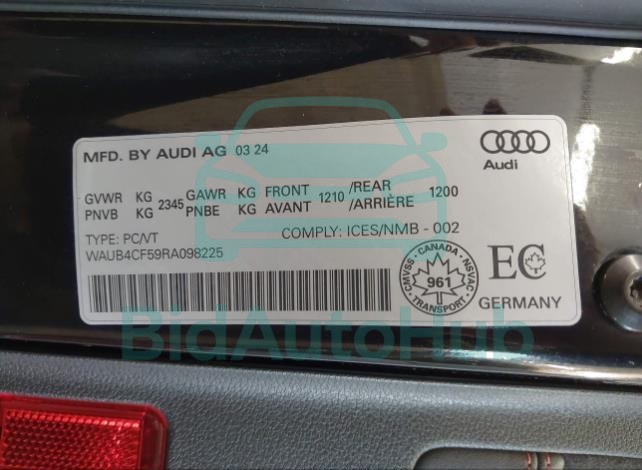 MFD. BY AUDI AG 03 24
Audi
GVWR KG 2345 GAWR KG FRONT 1210 /REAR 1200
PNVB KG PNBE KG AVANT /ARRIÈRE
TYPE: PC/VT
COMPLY: ICES/NMB - 002
WAUB4CF59RA098225
CMVSS - CANADA - NSVAC
961
TRANSPORT
EC
GERMANY
BidAutoHub